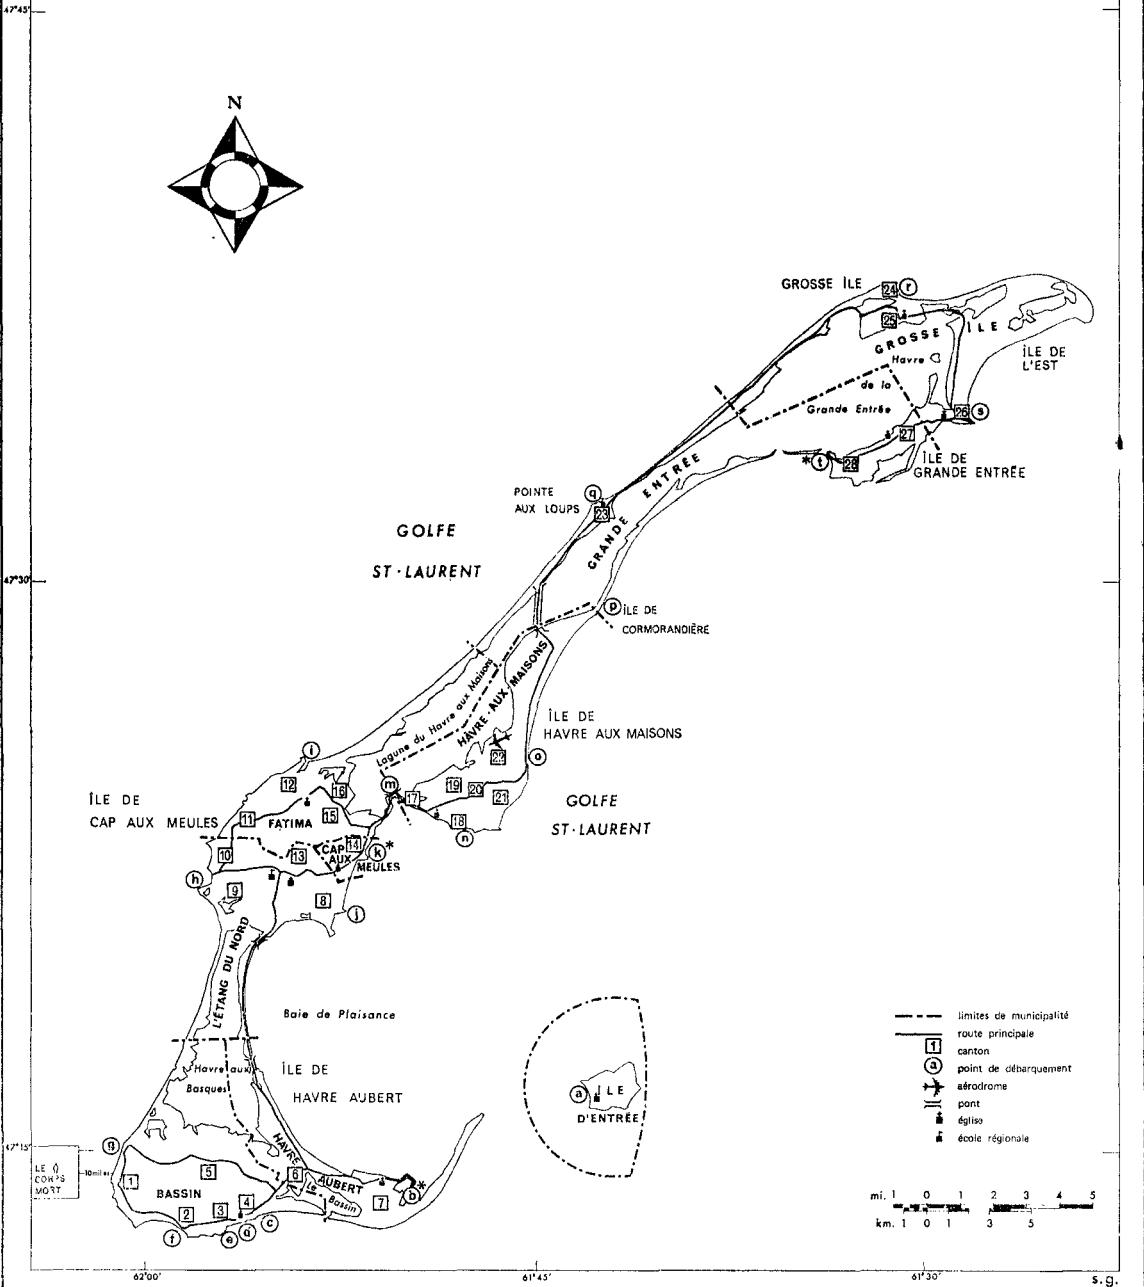 47°45'
N
GROSSE ÎLE
24
r
25
GROSSE ÎLE
Havre
de la
Grande Entrée
ÎLE DE
L'EST
26
s
27
*
t
28
ÎLE DE
GRANDE ENTRÉE
GRANDE ENTRÉE
POINTE
AUX LOUPS
q
23
GOLFE
ST-LAURENT
47°30'
p
ÎLE DE
CORMORANDIÈRE
Lagune du Havre aux Maisons
HAVRE-AUX-MAISONS
ÎLE DE
HAVRE AUX MAISONS
22
o
i
12
16
m
17
19
20
21
18
n
ÎLE DE
CAP AUX MEULES
11
FATIMA
15
GOLFE
ST-LAURENT
10
13
CAP
AUX
MEULES
14
k
*
h
9
8
j
L'ÉTANG DU NORD
Baie de Plaisance
Havre aux
Basques
ÎLE DE
HAVRE AUBERT
a
ÎLE
D'ENTRÉE
limites de municipalité
route principale
1
canton
a
point de débarquement
aérodrome
pont
église
école régionale
47°15'
g
LE
CORPS
MORT
10 miles
1
5
BASSIN
HAVRE
AUBERT
6
Le
Bassin
7
b
*
2
3
4
f
e
d
c
mi. 1 0 1 2 3 4 5
km. 1 0 1 3 5
62°00'
61°45'
61°30'
s.g.